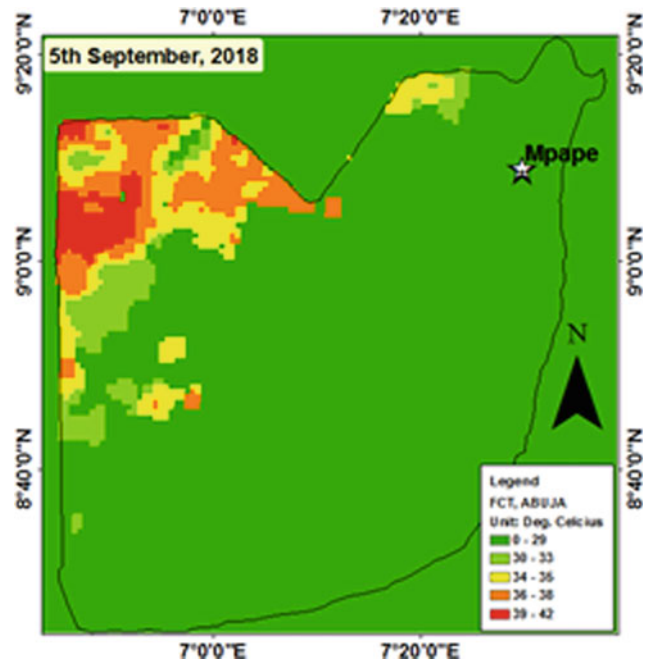 7°0'0"E 7°20'0"E
5th September, 2018
9°20'0"N 9°20'0"N
Mpape
9°0'0"N 9°0'0"N
N
8°40'0"N 8°40'0"N
Legend
FCT, ABUJA
Unit: Deg. Celcius
0 - 29
30 - 33
34 - 35
36 - 38
39 - 42
7°0'0"E 7°20'0"E